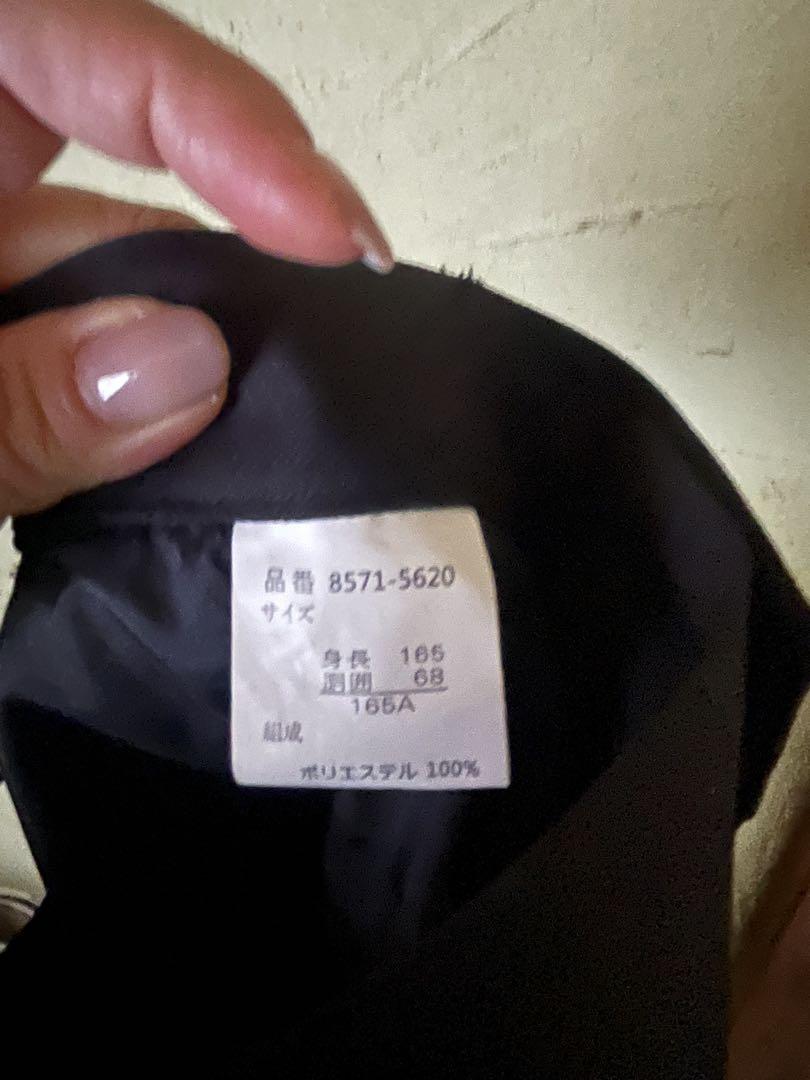 品番 8571-5620
サイズ
身長 165
胴囲 68
165A
組成
ポリエステル 100%